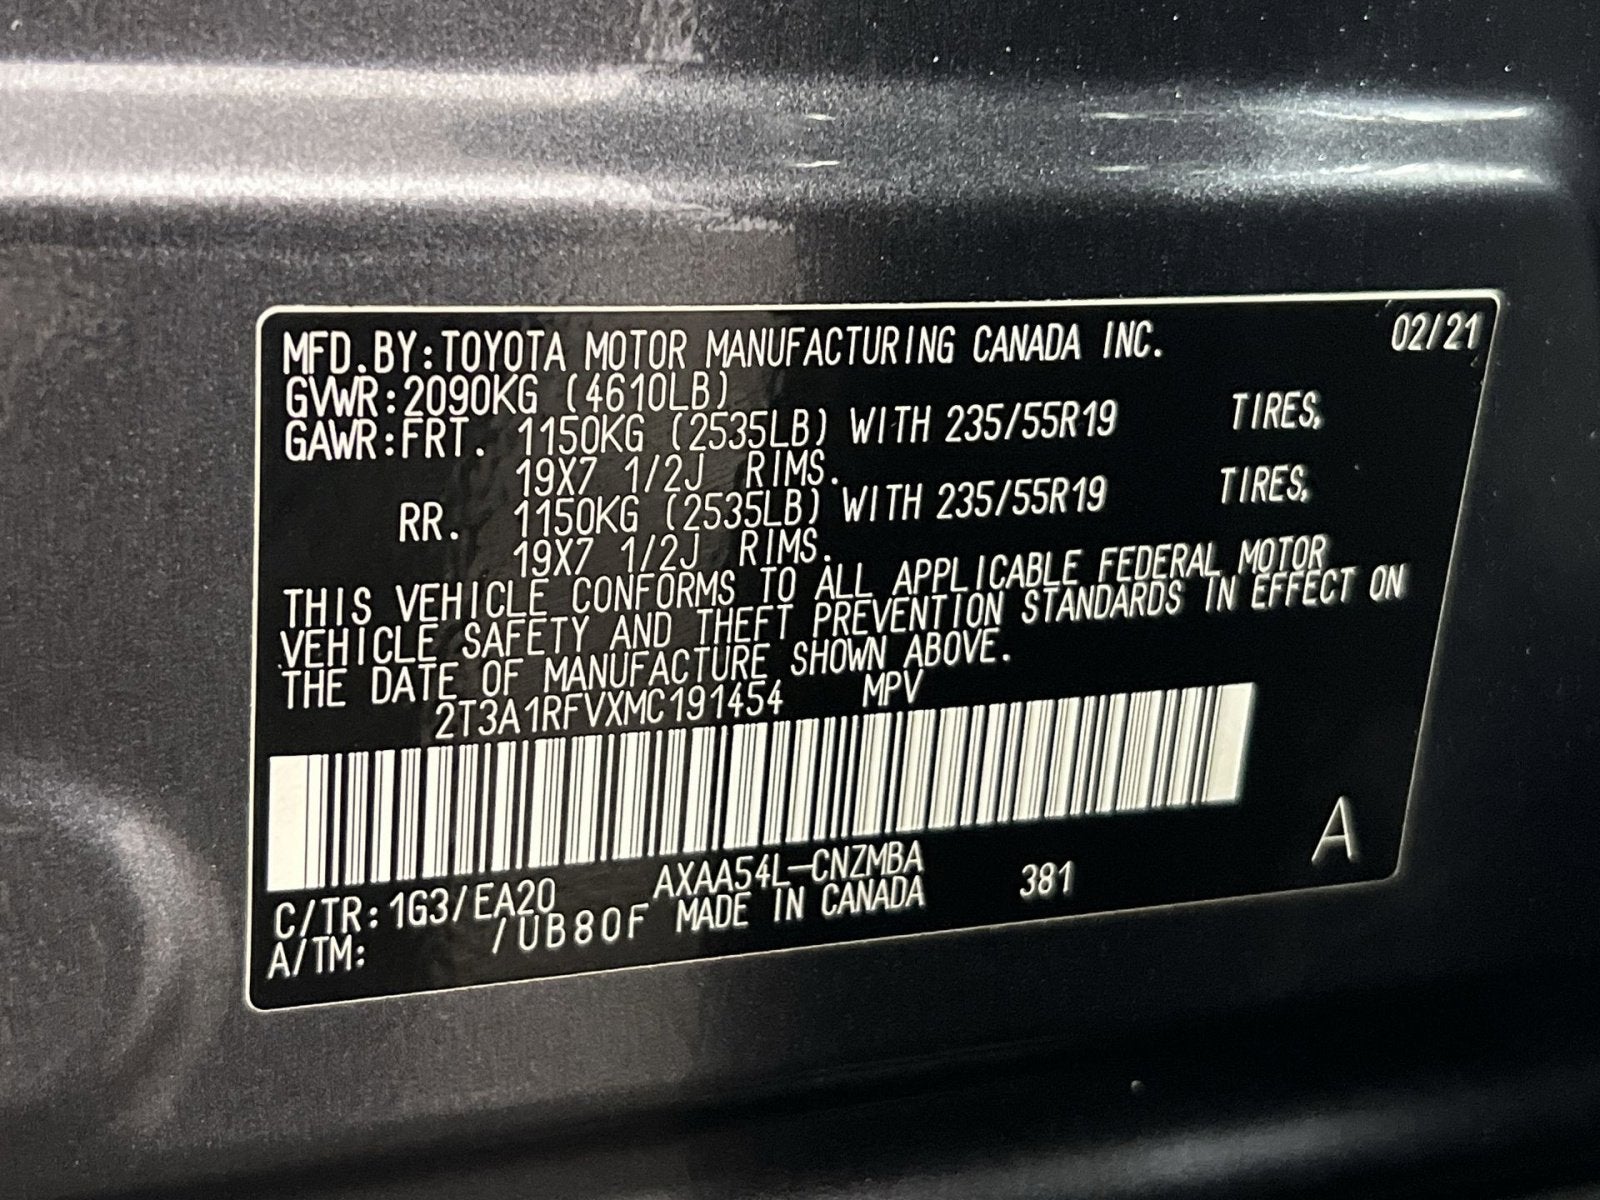 MFD.BY:TOYOTA MOTOR MANUFACTURING CANADA INC. 02/21
GVWR:2090KG (4610LB)
GAWR:FRT. 1150KG (2535LB) WITH 235/55R19 TIRES,
19X7 1/2J RIMS.
RR. 1150KG (2535LB) WITH 235/55R19 TIRES,
19X7 1/2J RIMS.
THIS VEHICLE CONFORMS TO ALL APPLICABLE FEDERAL MOTOR
VEHICLE SAFETY AND THEFT PREVENTION STANDARDS IN EFFECT ON
THE DATE OF MANUFACTURE SHOWN ABOVE.
2T3A1RFVXMC191454 MPV
A
C/TR:1G3/EA20 AXAA54L-CNZMBA 381
A/TM: /UB80F MADE IN CANADA